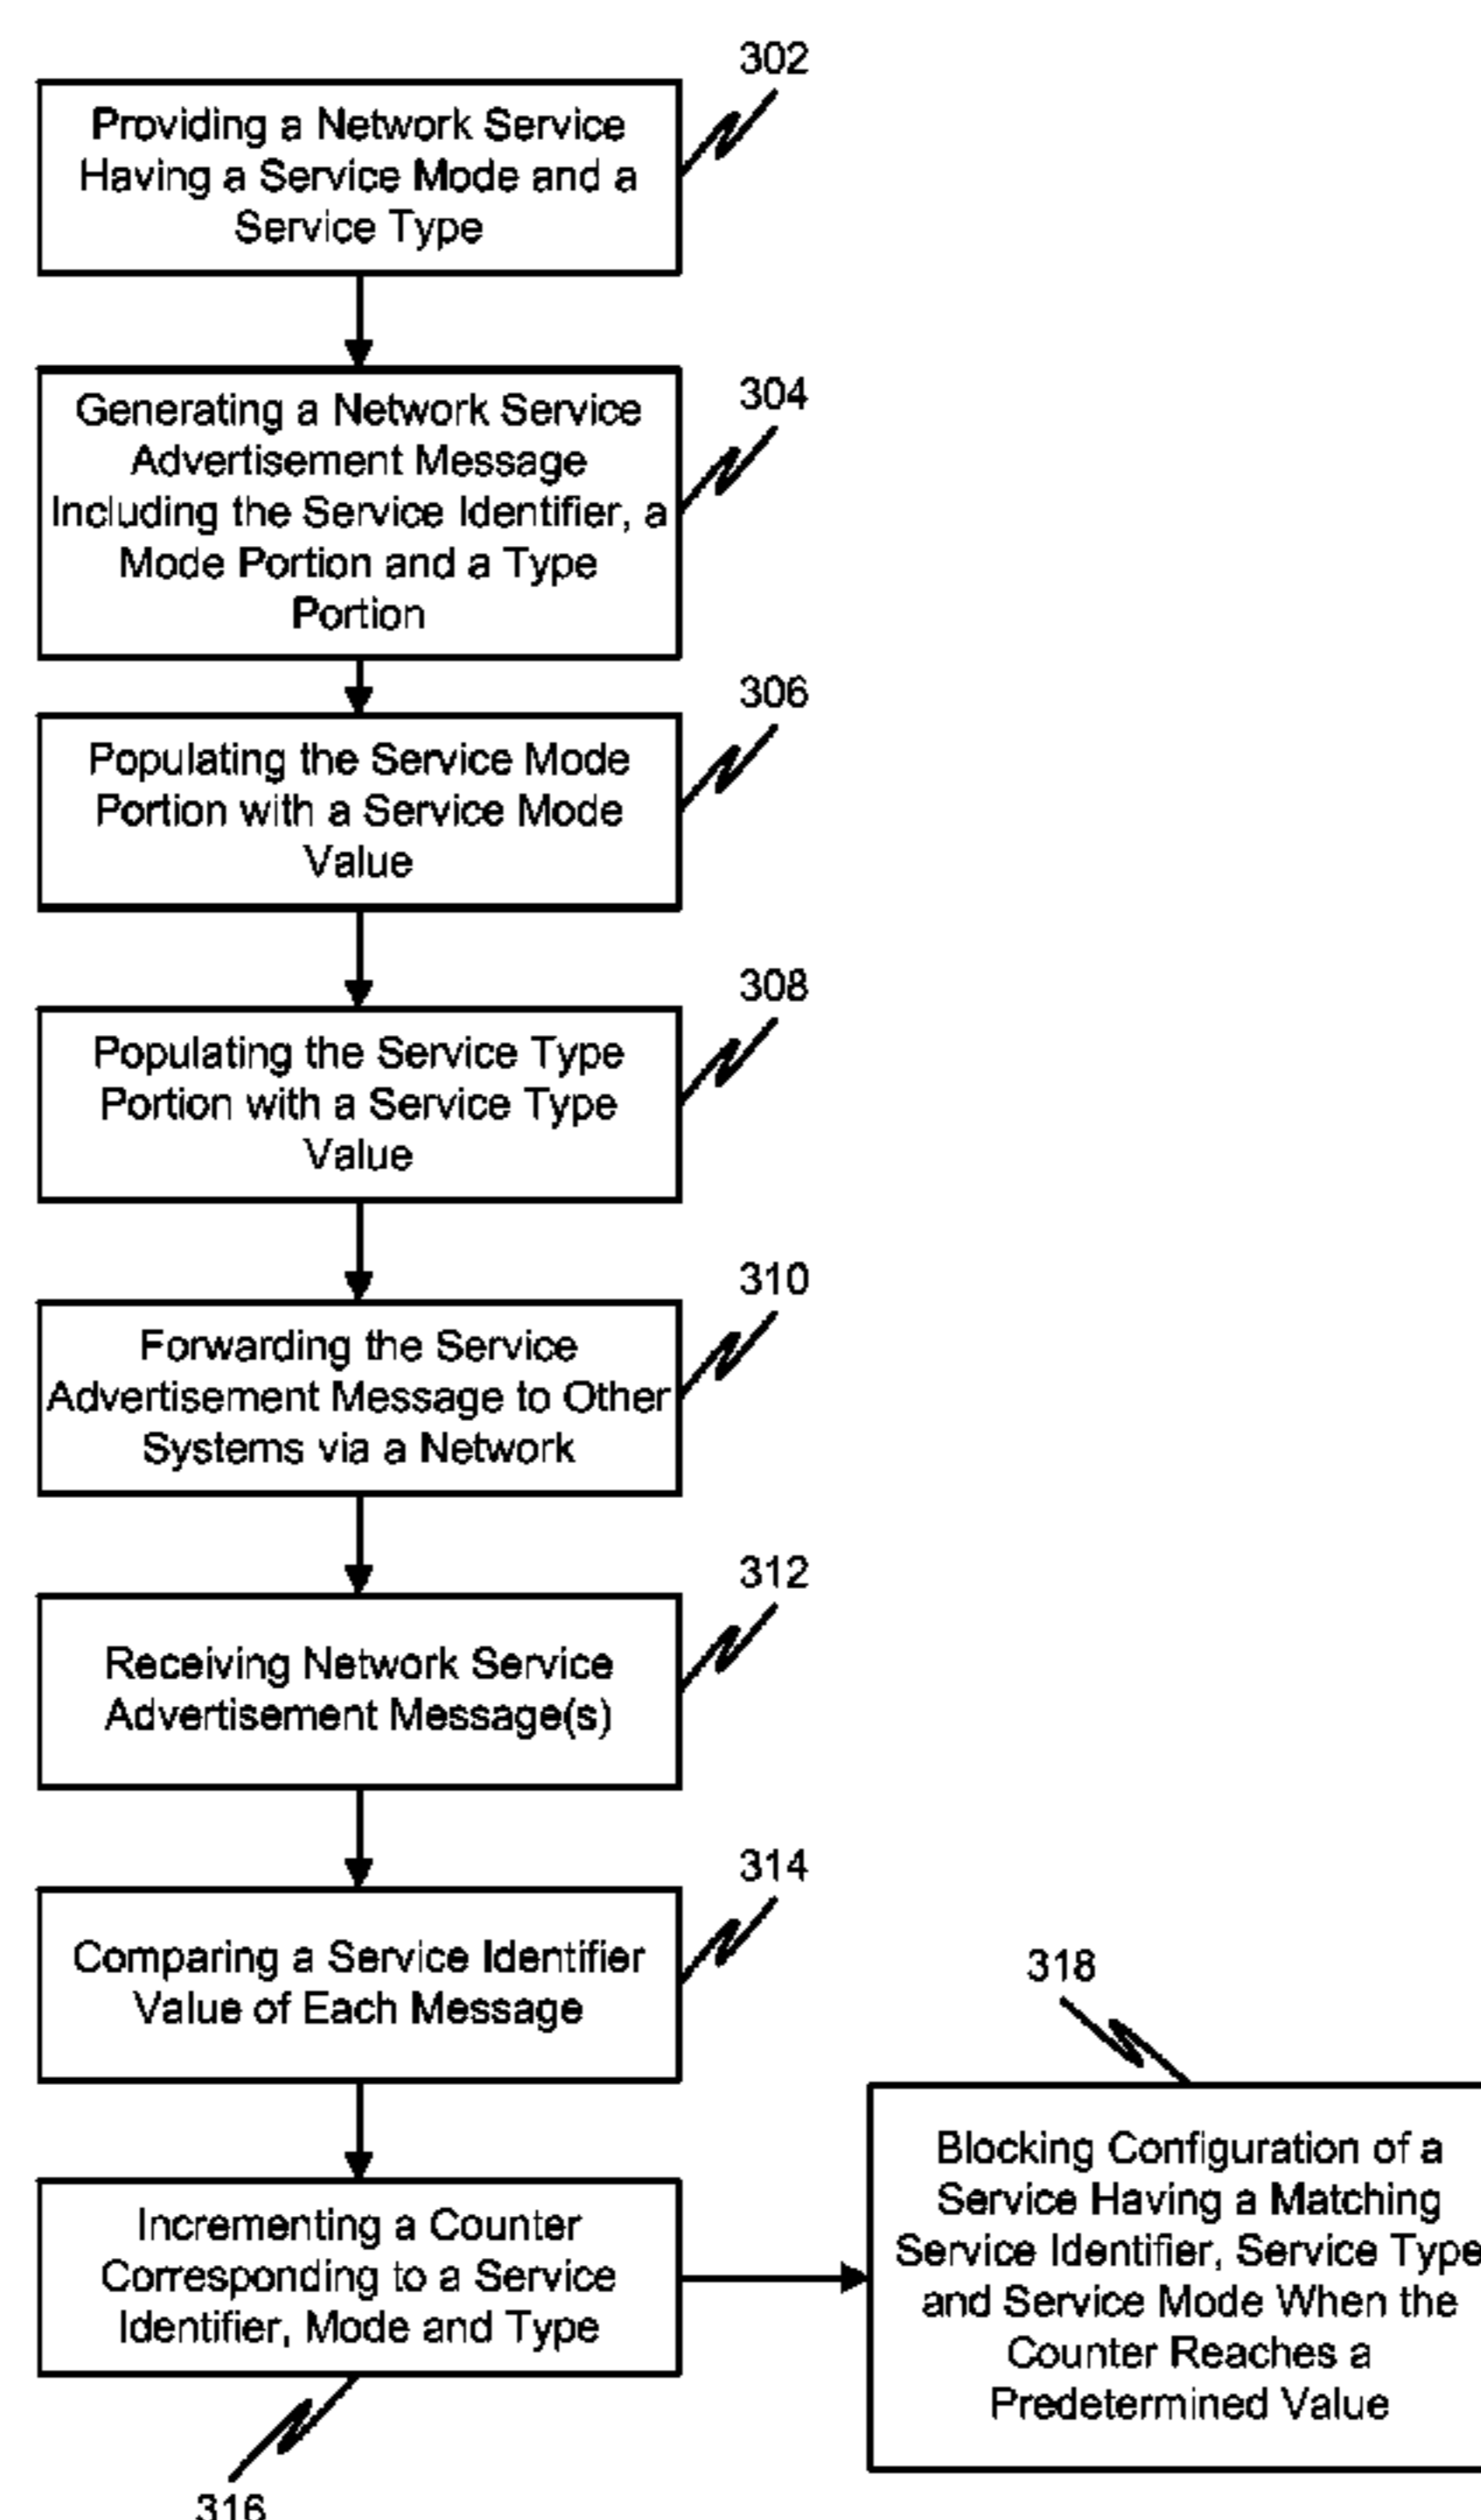 302
Providing a Network Service
Having a Service Mode and a
Service Type
304
Generating a Network Service
Advertisement Message
Including the Service Identifier, a
Mode Portion and a Type
Portion
306
Populating the Service Mode
Portion with a Service Mode
Value
308
Populating the Service Type
Portion with a Service Type
Value
310
Forwarding the Service
Advertisement Message to Other
Systems via a Network
312
Receiving Network Service
Advertisement Message(s)
314
Comparing a Service Identifier
Value of Each Message
318
Blocking Configuration of a
Service Having a Matching
Service Identifier, Service Type
and Service Mode When the
Counter Reaches a
Predetermined Value
Incrementing a Counter
Corresponding to a Service
Identifier, Mode and Type
316